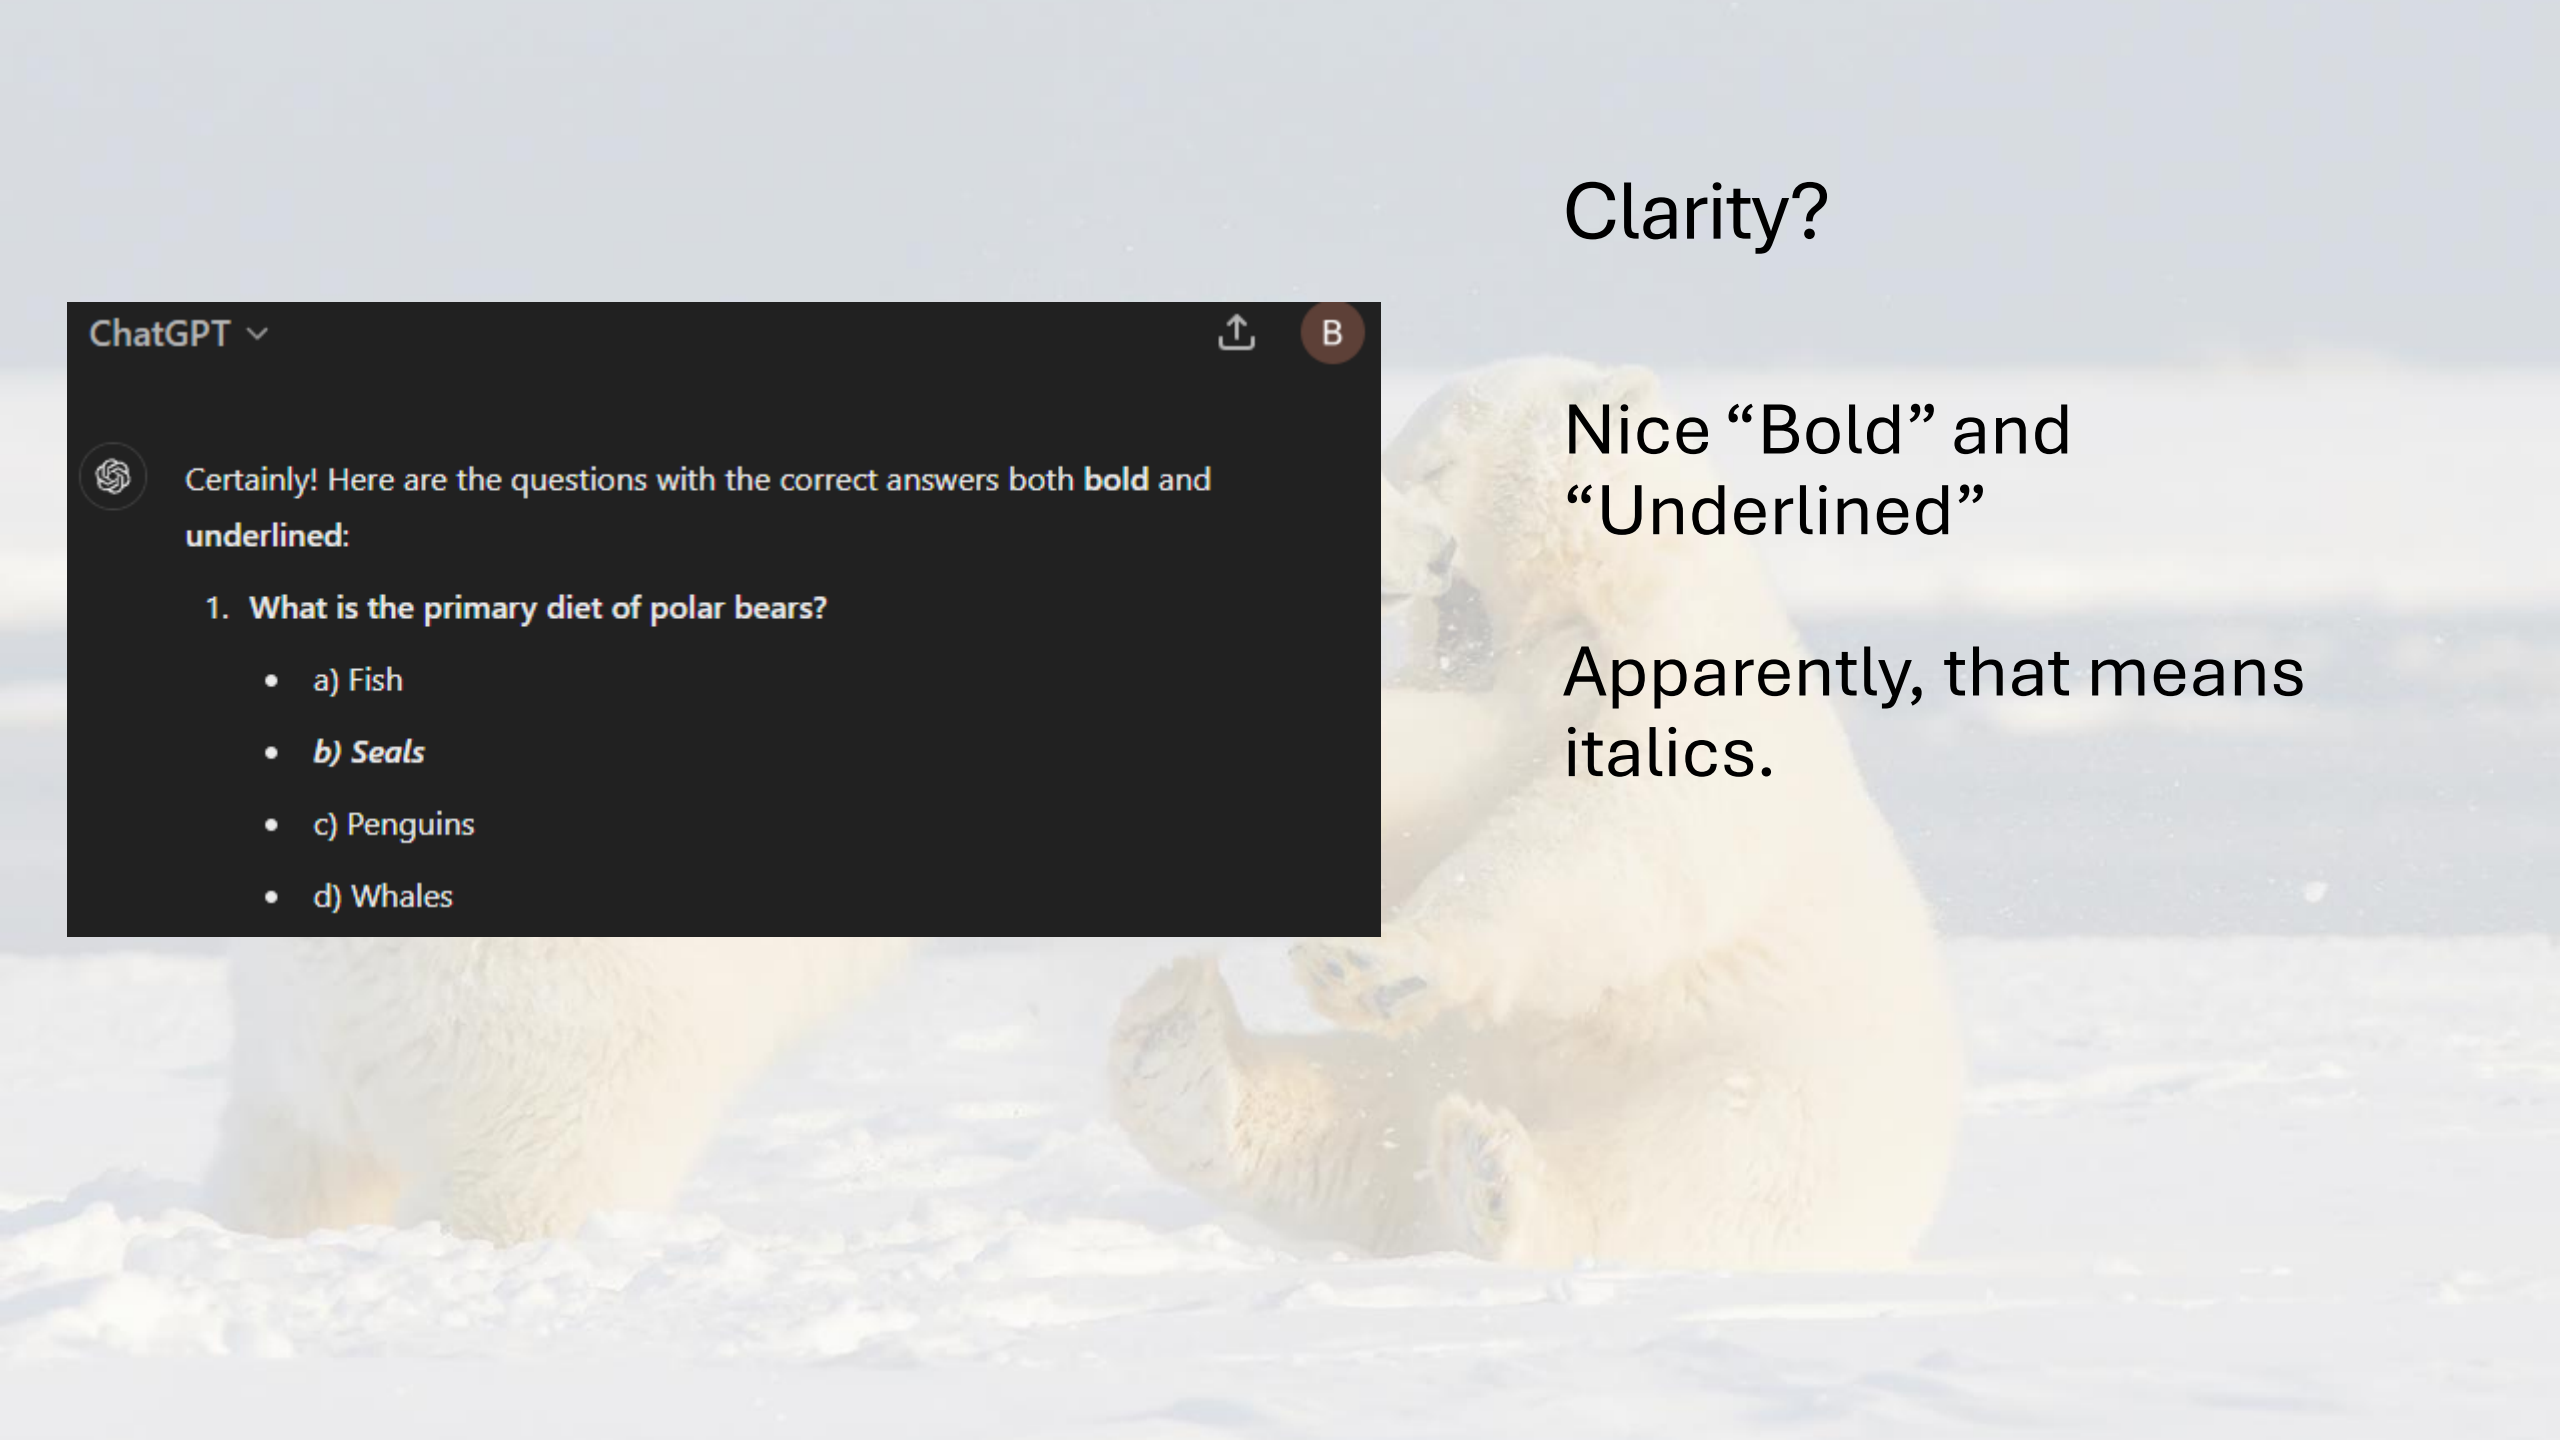 Clarity?
Nice “Bold” and
“Underlined”
Apparently, that means
italics.
ChatGPT
B
Certainly! Here are the questions with the correct answers both bold and
underlined:
1. What is the primary diet of polar bears?
• a) Fish
• b) Seals
• c) Penguins
• d) Whales